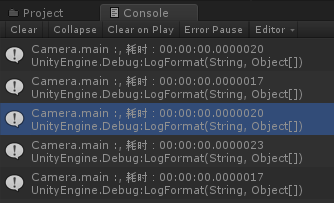 Project
Console
Clear Collapse Clear on Play Error Pause Editor
Camera.main :, 耗时 : 00:00:00.0000020
UnityEngine.Debug:LogFormat(String, Object[])
Camera.main :, 耗时 : 00:00:00.0000017
UnityEngine.Debug:LogFormat(String, Object[])
Camera.main :, 耗时 : 00:00:00.0000020
UnityEngine.Debug:LogFormat(String, Object[])
Camera.main :, 耗时 : 00:00:00.0000023
UnityEngine.Debug:LogFormat(String, Object[])
Camera.main :, 耗时 : 00:00:00.0000017
UnityEngine.Debug:LogFormat(String, Object[])